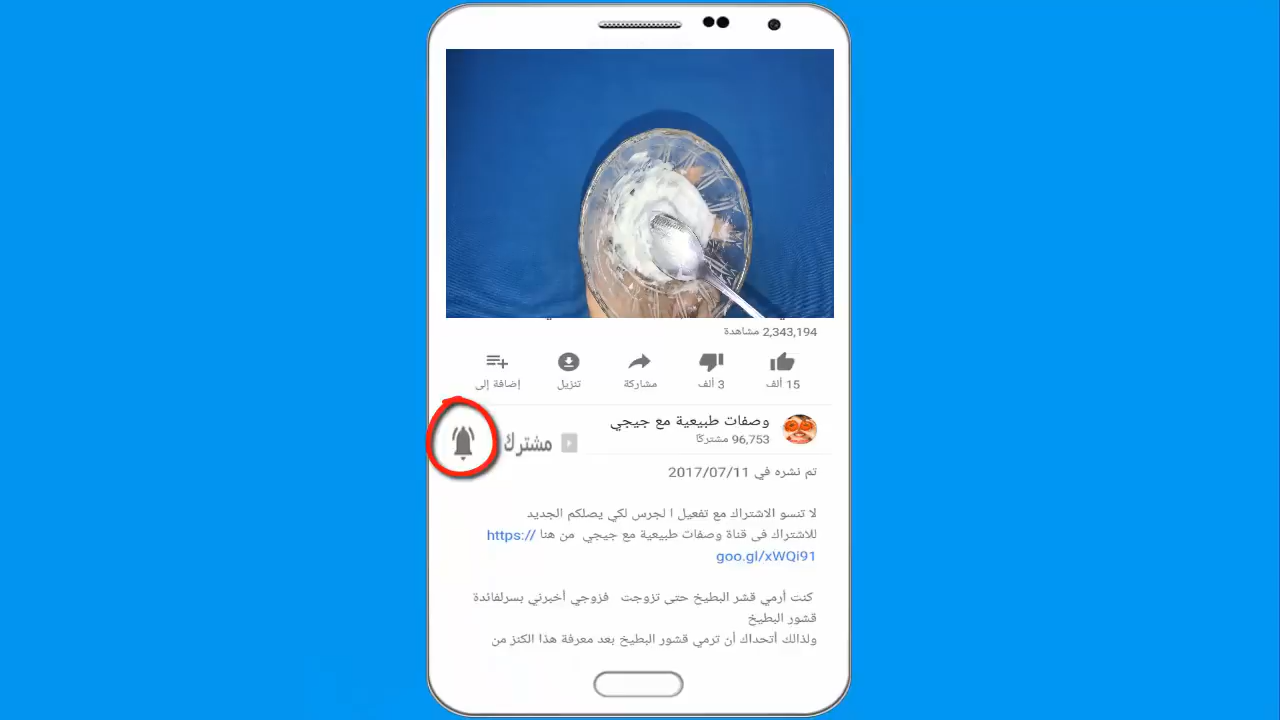 2,343,194 مشاهدة
15 ألف
3 ألف
مشاركة
تنزيل
إضافة إلى
وصفات طبيعية مع جيجي
96,753 مشتركًا
مشترك
تم نشره في 2017/07/11
لا تنسو الاشتراك مع تفعيل ا لجرس لكي يصلكم الجديد
للاشتراك فى قناة وصفات طبيعية مع جيجي من هنا https://
goo.gl/xWQi91
كنت أرمي قشر البطيخ حتى تزوجت فزوجي أخبرني بسرلفائدة
قشور البطيخ
ولذالك أتحداك أن ترمي قشور البطيخ بعد معرفة هذا الكنز من